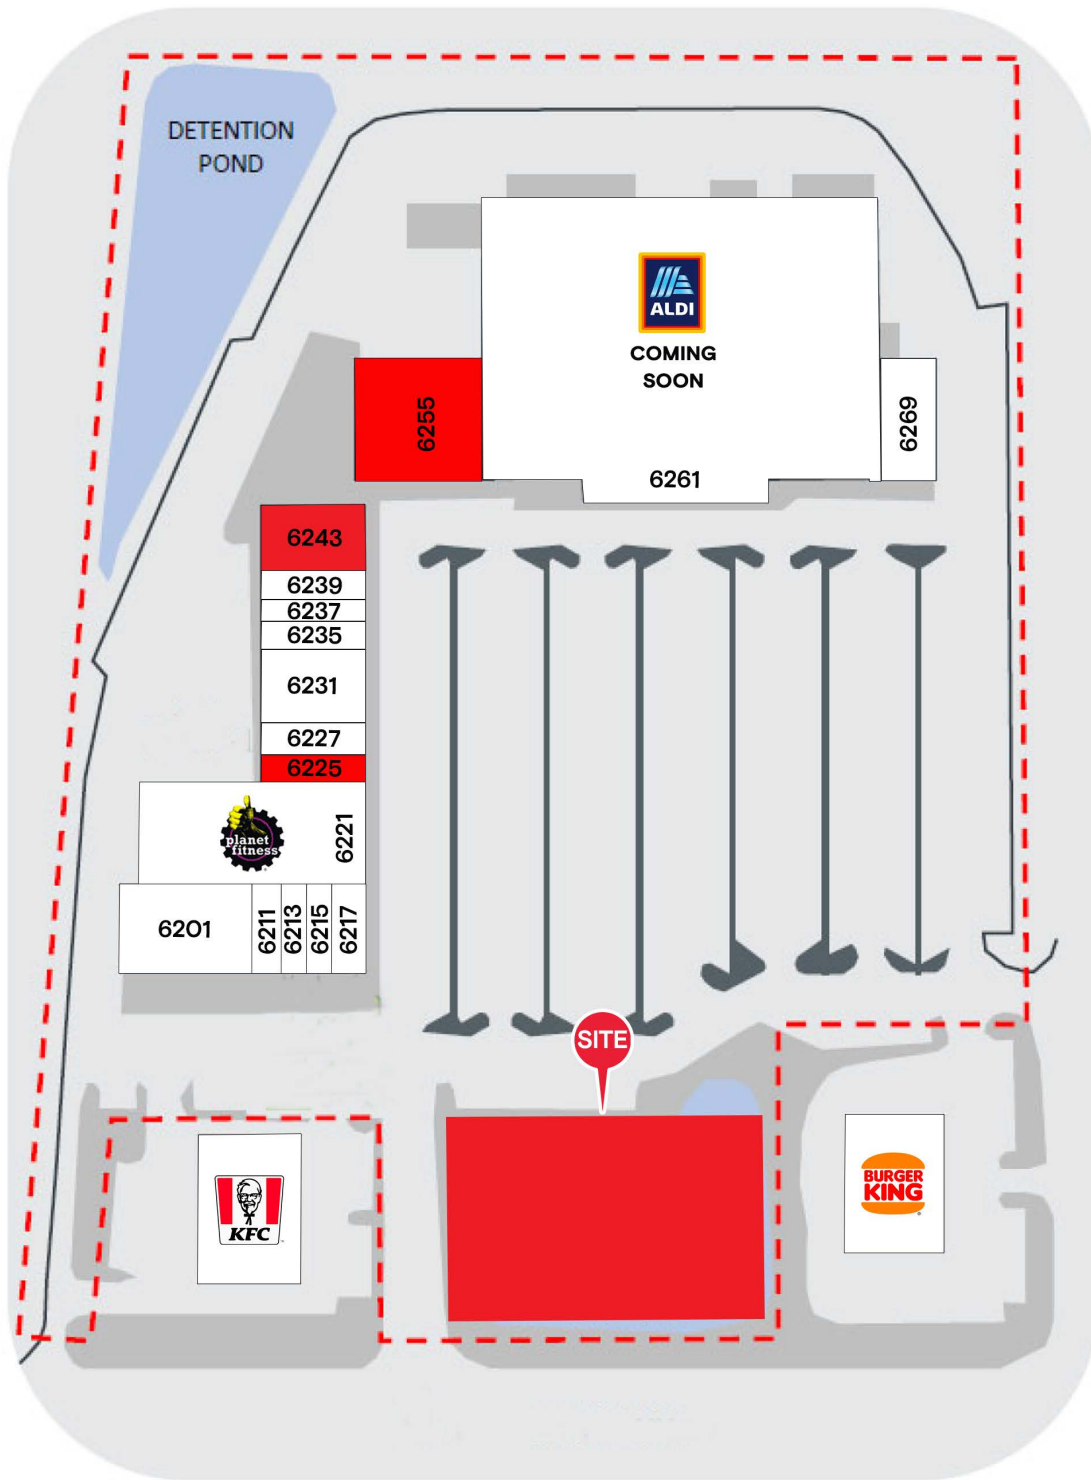 DETENTION
POND
ALDI
COMING
SOON
6255
6269
6261
6243
6239
6237
6235
6231
6227
6225
planet
fitness
6221
6201
6211
6213
6215
6217
SITE
KFC
BURGER
KING